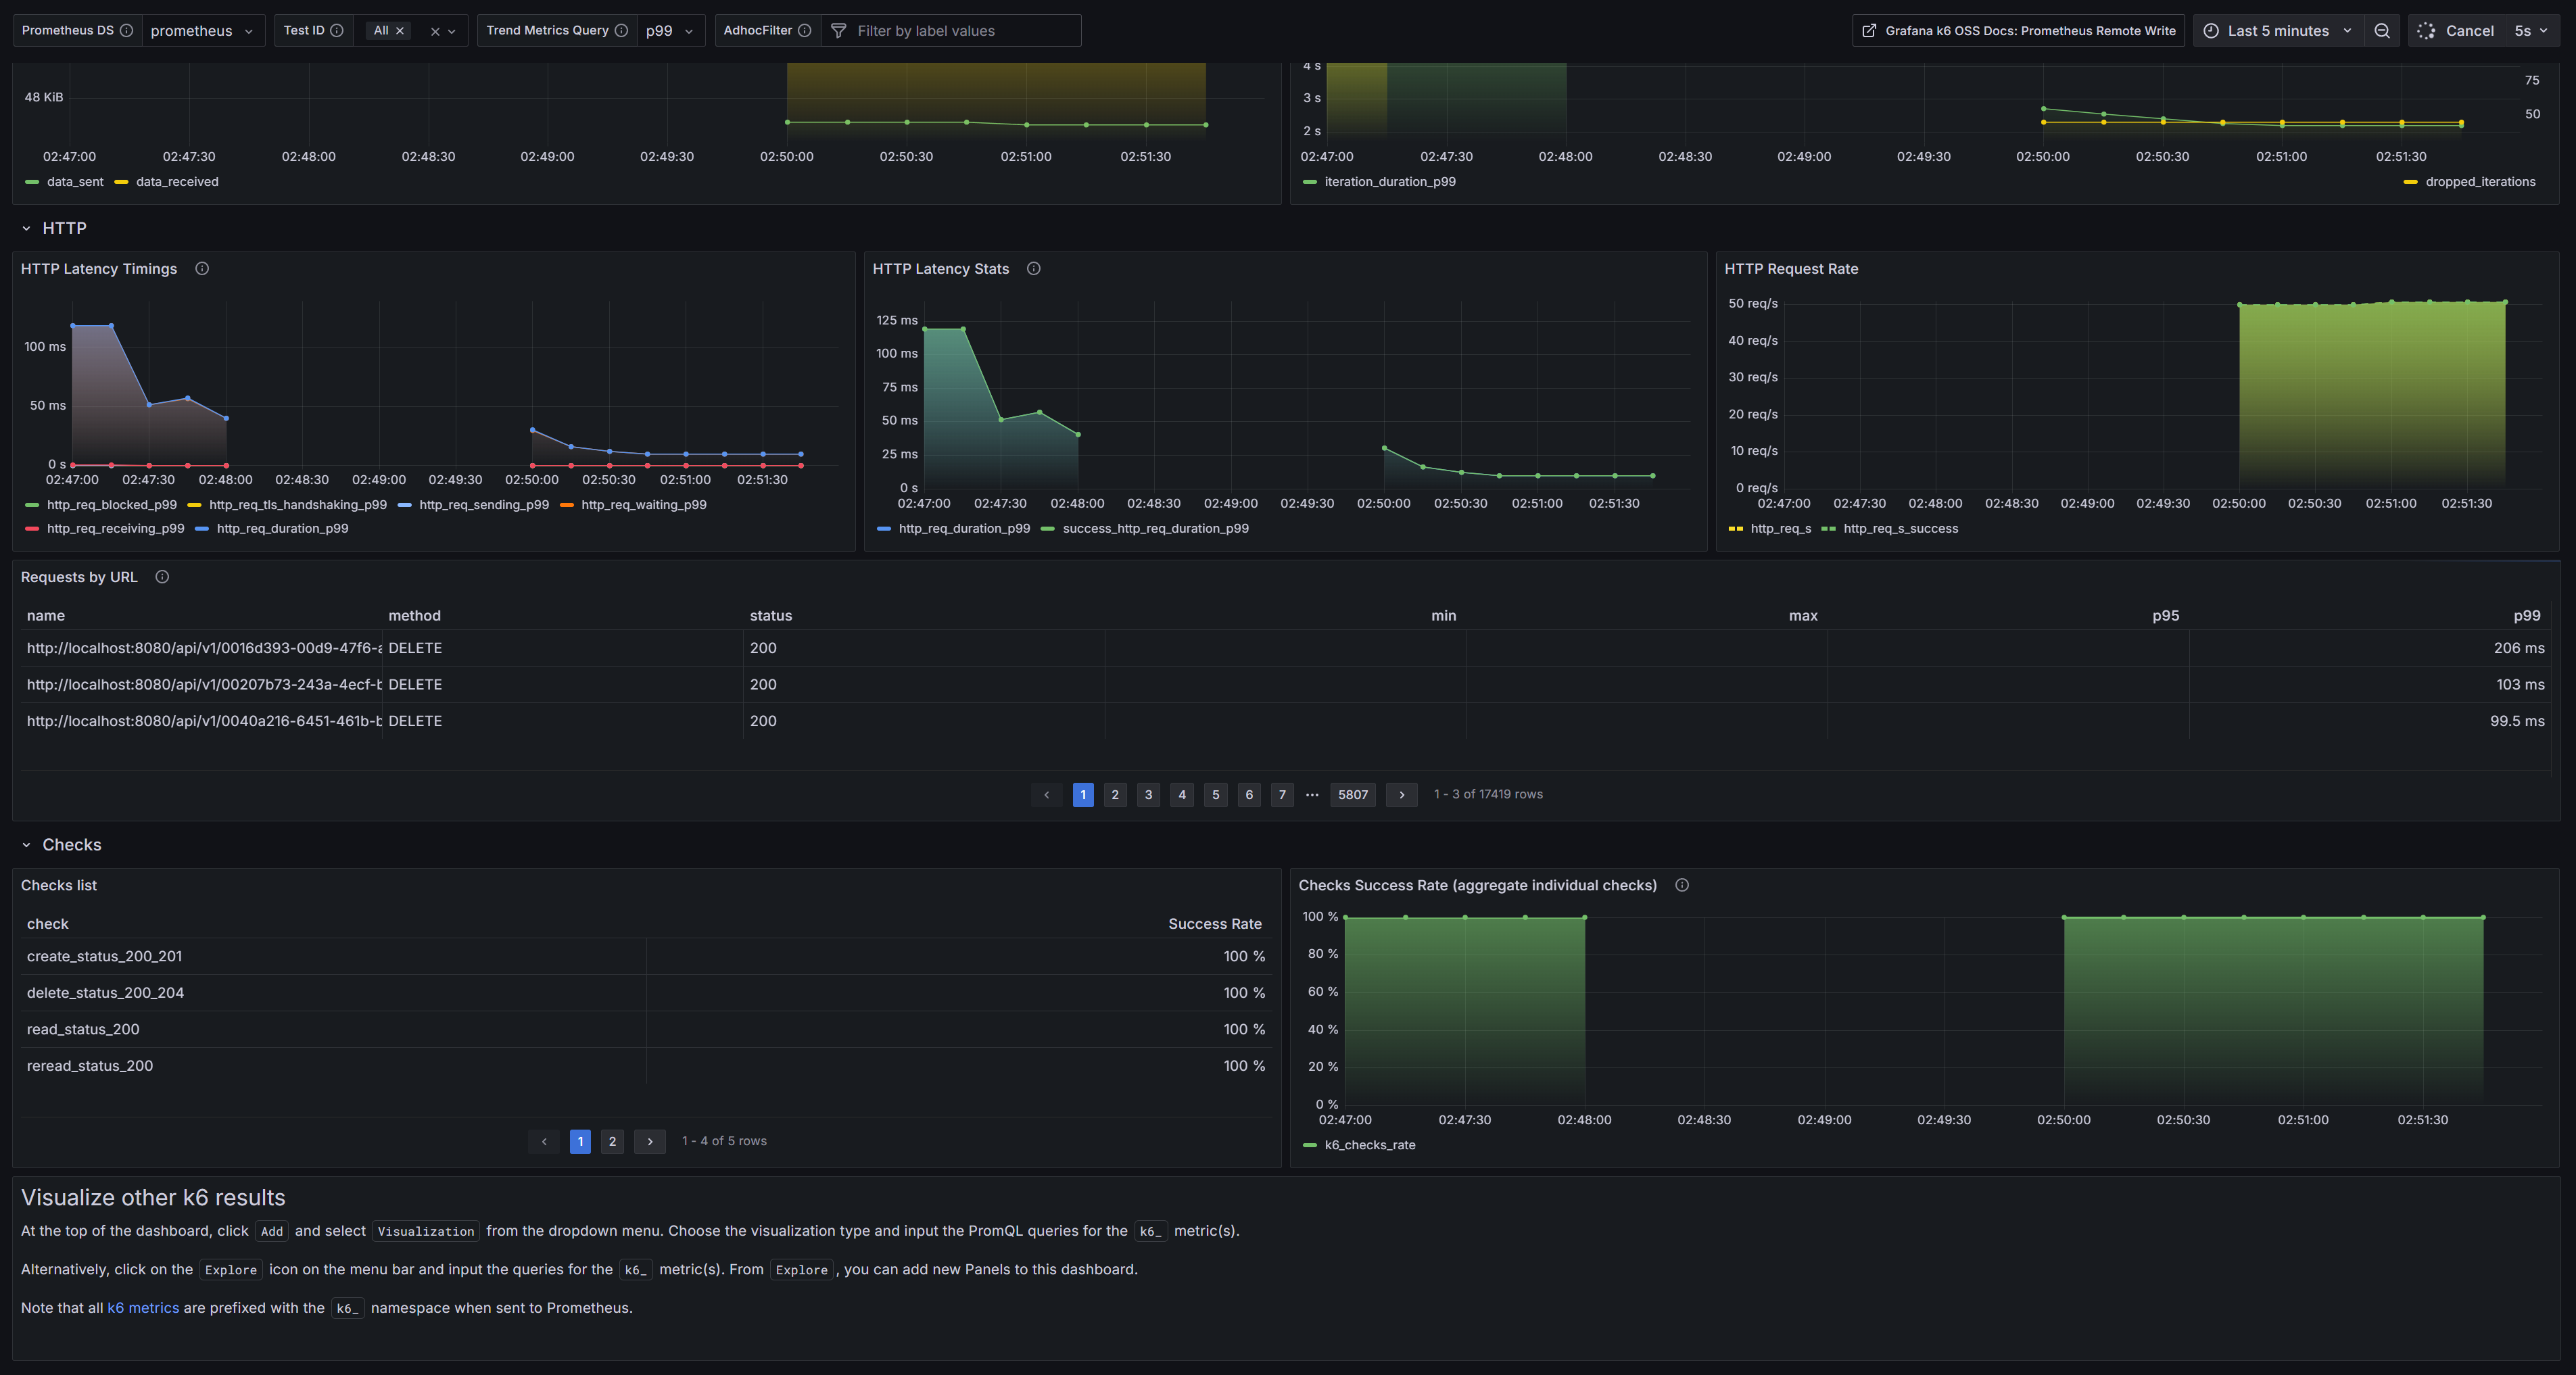 Prometheus DS prometheus Test ID All Trend Metrics Query p99 AdhocFilter Filter by label values Grafana k6 OSS Docs: Prometheus Remote Write Last 5 minutes Cancel 5s
48 KiB
02:47:00 02:47:30 02:48:00 02:48:30 02:49:00 02:49:30 02:50:00 02:50:30 02:51:00 02:51:30
data_sent data_received
4 s
3 s
2 s
75
50
02:47:00 02:47:30 02:48:00 02:48:30 02:49:00 02:49:30 02:50:00 02:50:30 02:51:00 02:51:30
iteration_duration_p99 dropped_iterations
HTTP
HTTP Latency Timings
100 ms
50 ms
0 s
02:47:00 02:47:30 02:48:00 02:48:30 02:49:00 02:49:30 02:50:00 02:50:30 02:51:00 02:51:30
http_req_blocked_p99 http_req_tls_handshaking_p99 http_req_sending_p99 http_req_waiting_p99
http_req_receiving_p99 http_req_duration_p99
HTTP Latency Stats
125 ms
100 ms
75 ms
50 ms
25 ms
0 s
02:47:00 02:47:30 02:48:00 02:48:30 02:49:00 02:49:30 02:50:00 02:50:30 02:51:00 02:51:30
http_req_duration_p99 success_http_req_duration_p99
HTTP Request Rate
50 req/s
40 req/s
30 req/s
20 req/s
10 req/s
0 req/s
02:47:00 02:47:30 02:48:00 02:48:30 02:49:00 02:49:30 02:50:00 02:50:30 02:51:00 02:51:30
http_req_s http_req_s_success
Requests by URL
name method status min max p95 p99
http://localhost:8080/api/v1/0016d393-00d9-47f6-a DELETE 200 206 ms
http://localhost:8080/api/v1/00207b73-243a-4ecf-b DELETE 200 103 ms
http://localhost:8080/api/v1/0040a216-6451-461b-b DELETE 200 99.5 ms
1 2 3 4 5 6 7 ... 5807 1 - 3 of 17419 rows
Checks
Checks list
check Success Rate
create_status_200_201 100 %
delete_status_200_204 100 %
read_status_200 100 %
reread_status_200 100 %
1 2 1 - 4 of 5 rows
Checks Success Rate (aggregate individual checks)
100 %
80 %
60 %
40 %
20 %
0 %
02:47:00 02:47:30 02:48:00 02:48:30 02:49:00 02:49:30 02:50:00 02:50:30 02:51:00 02:51:30
k6_checks_rate
Visualize other k6 results
At the top of the dashboard, click Add and select Visualization from the dropdown menu. Choose the visualization type and input the PromQL queries for the k6_ metric(s).
Alternatively, click on the Explore icon on the menu bar and input the queries for the k6_ metric(s). From Explore, you can add new Panels to this dashboard.
Note that all k6 metrics are prefixed with the k6_ namespace when sent to Prometheus.